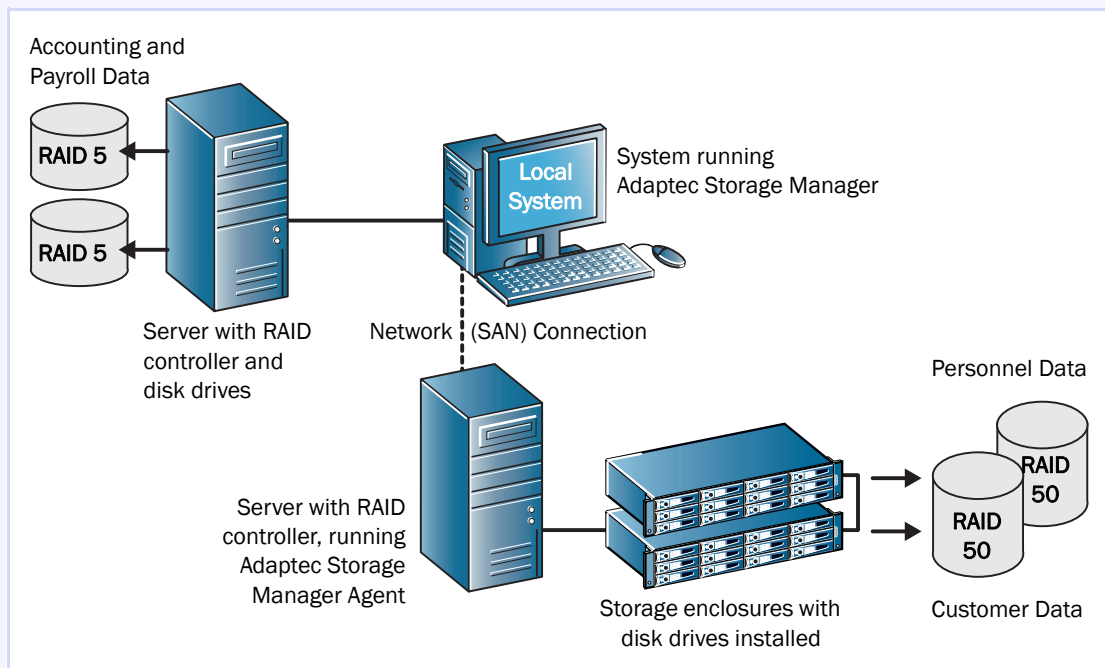 Accounting and
Payroll Data
RAID 5
RAID 5
Local
System
System running
Adaptec Storage Manager
Server with RAID
controller and
disk drives
Network (SAN) Connection
Personnel Data
RAID
50
RAID
50
Server with RAID
controller, running
Adaptec Storage
Manager Agent
Storage enclosures with
disk drives installed
Customer Data